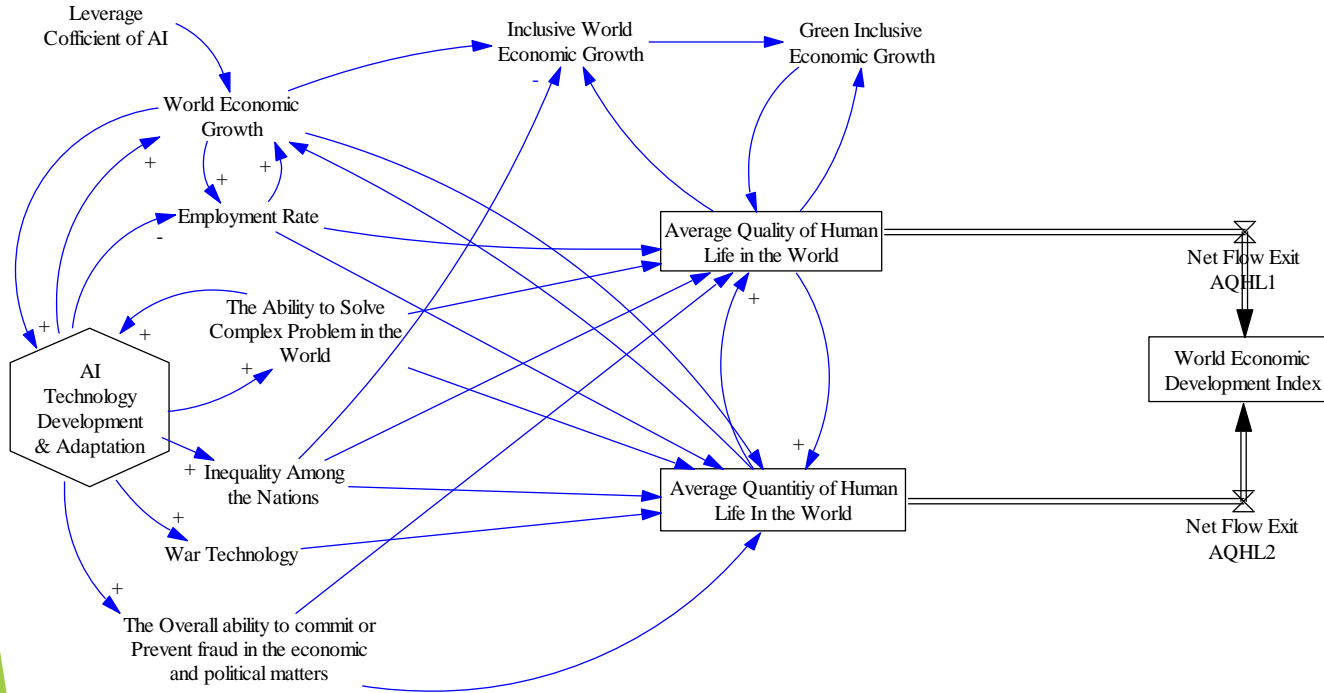 Leverage
Cofficient of AI
Inclusive World
Economic Growth
Green Inclusive
Economic Growth
-
World Economic
Growth
+
+
+
Employment Rate
-
Average Quality of Human
Life in the World
Net Flow Exit
AQHL1
The Ability to Solve
Complex Problem in the
World
+
+
+
+
World Economic
Development Index
AI
Technology
Development
& Adaptation
+
Inequality Among
the Nations
+
Average Quantitiy of Human
Life In the World
+
War Technology
Net Flow Exit
AQHL2
+
The Overall ability to commit or
Prevent fraud in the economic
and political matters